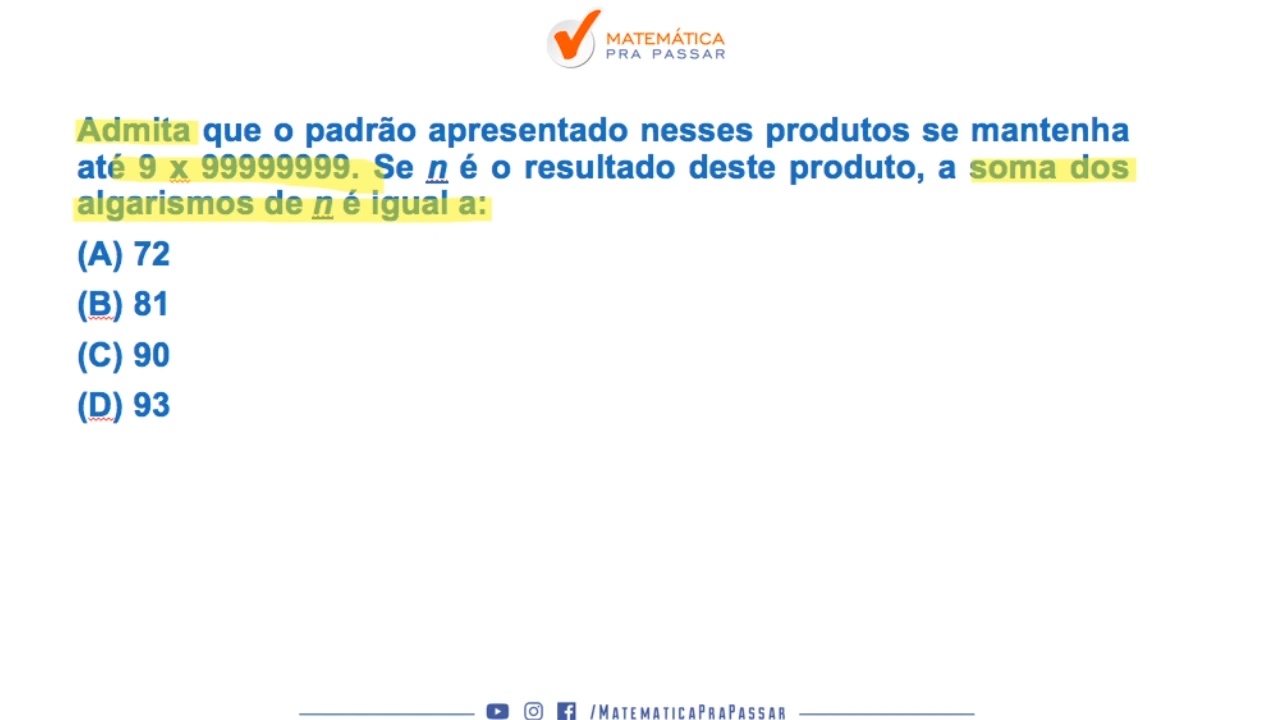 MATEMÁTICA
PRA PASSAR
Admita que o padrão apresentado nesses produtos se mantenha
até 9 x 99999999. Se n é o resultado deste produto, a soma dos
algarismos de n é igual a:
(A) 72
(B) 81
(C) 90
(D) 93
/MATEMATICAPRAPASSAR